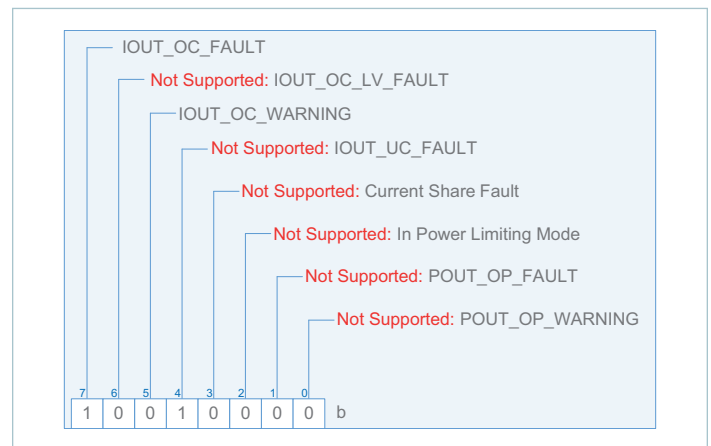 IOUT_OC_FAULT
Not Supported: IOUT_OC_LV_FAULT
IOUT_OC_WARNING
Not Supported: IOUT_UC_FAULT
Not Supported: Current Share Fault
Not Supported: In Power Limiting Mode
Not Supported: POUT_OP_FAULT
Not Supported: POUT_OP_WARNING
7 6 5 4 3 2 1 0
1 0 0 1 0 0 0 0 b